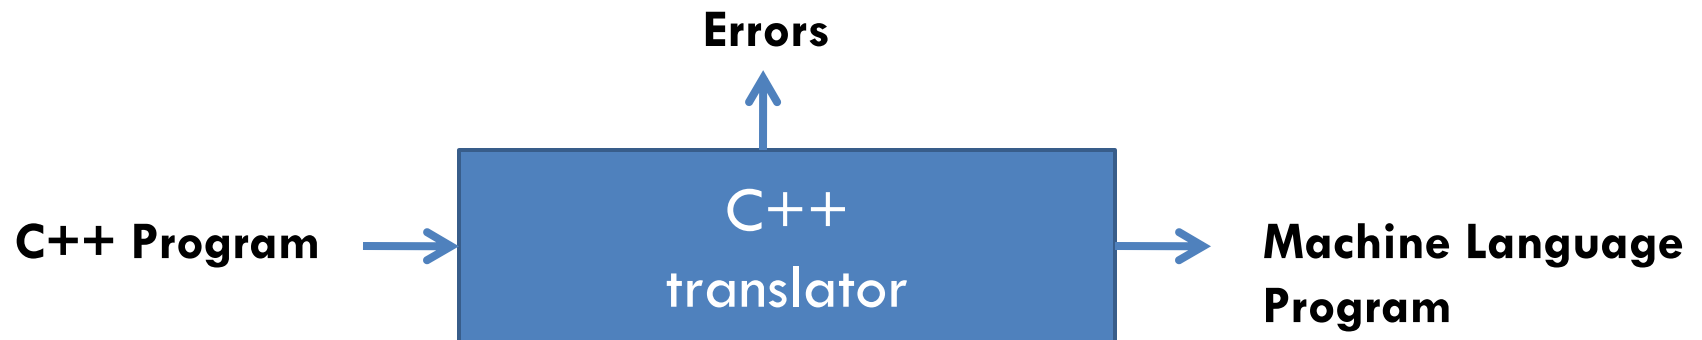 Errors
C++ Program
C++
translator
Machine Language
Program